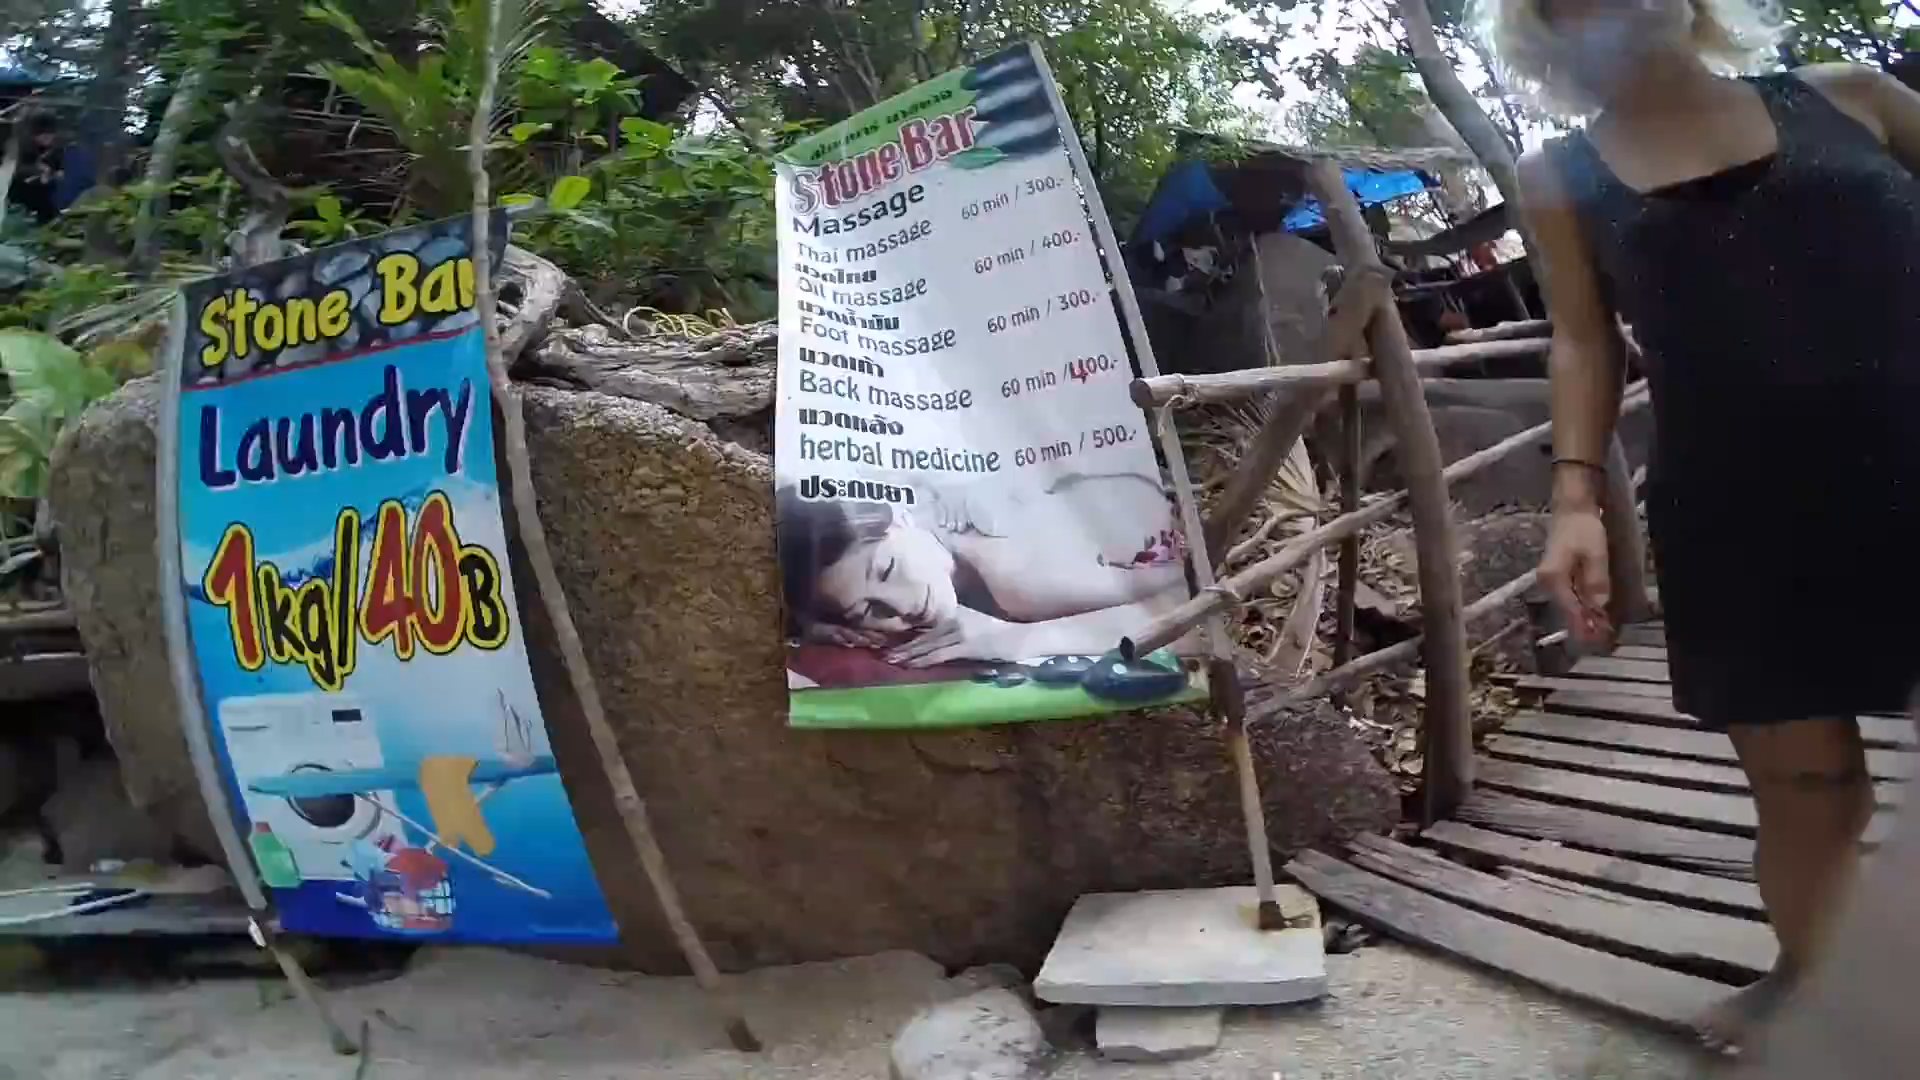 Stone Bar
Laundry
1kg/40B
Stone Bar
Massage
Thai massage 60 min / 300.-
นวดไทย
Oil massage 60 min / 400.-
นวดน้ำมัน
Foot massage 60 min / 300.-
นวดเท้า
Back massage 60 min / 400.-
นวดหลัง
herbal medicine 60 min / 500.-
ประคบยา